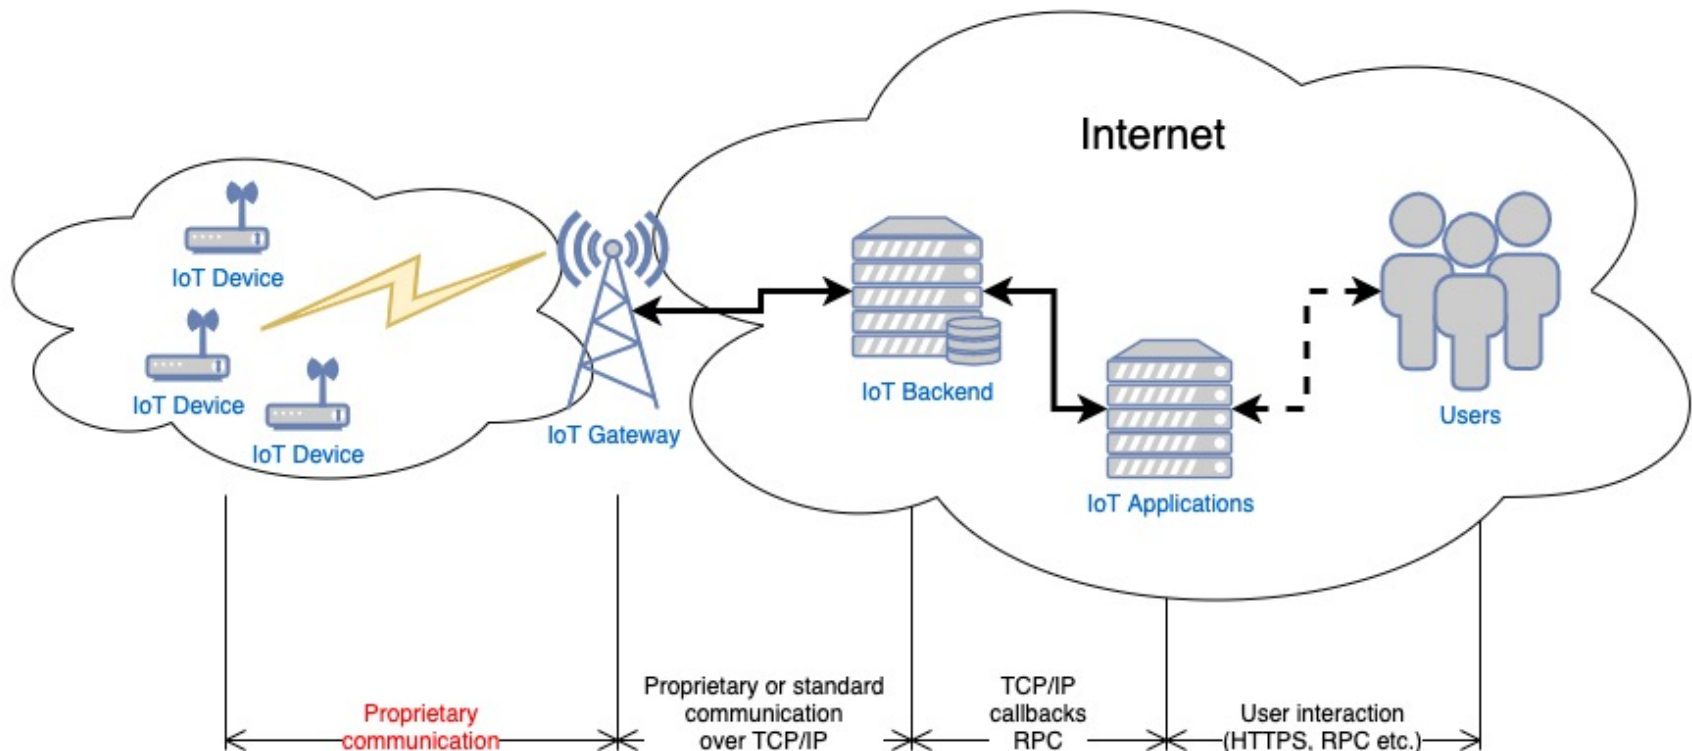 Internet
IoT Device
IoT Device
IoT Device
IoT Gateway
IoT Backend
IoT Applications
Users
Proprietary
communication
Proprietary or standard
communication
over TCP/IP
TCP/IP
callbacks
RPC
User interaction
(HTTPS, RPC etc.)